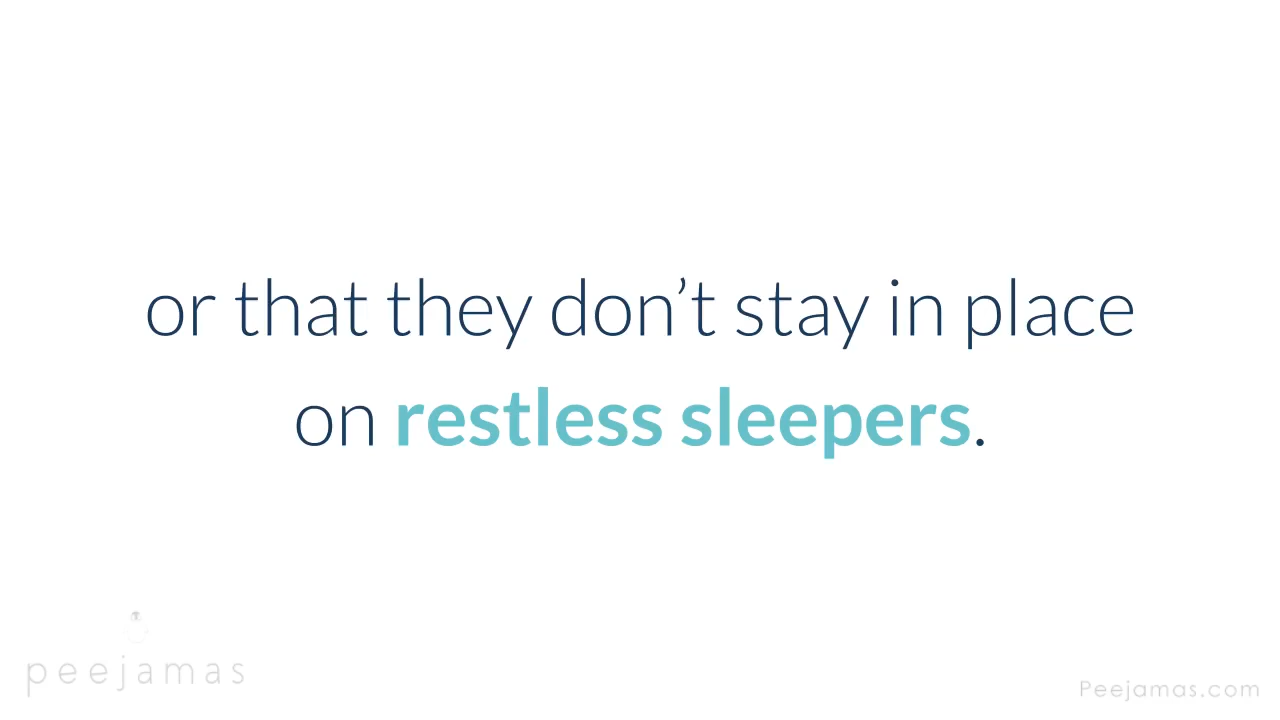 or that they don’t stay in place
on restless sleepers.
peejamas
Peejamas.com